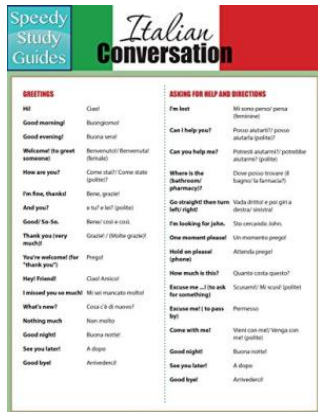 Speedy
Study
Guides
Italian
Conversation
GREETINGS
Hi! Ciao!
Good morning! Buongiorno!
Good evening! Buona sera!
Welcome! (to greet Benvenuto!/ Benvenuta!
someone) (female)
How are you? Come stai?/ Come state
(polite)?
I'm fine, thanks! Bene, grazie!
And you? e tu? e lei? (polite)
Good/ So-So. Bene/ così e così.
Thank you (very Grazie! / (Molte grazie)!
much)!
You're welcome! (for Prego!
"thank you")
Hey! Friend! Ciao! Amico!
I missed you so much! Mi sei mancato molto!
What's new? Cosa c'è di nuovo?
Nothing much Non molto
Good night! Buona notte!
See you later! A dopo
Good bye! Arrivederci!
ASKING FOR HELP AND DIRECTIONS
I'm lost Mi sono perso/ persa
(feminine)
Can I help you? Posso aiutarti?/ posso
aiutarla (polite)?
Can you help me? Potresti aiutarmi?/ potrebbe
aiutarmi? (polite)
Where is the Dove posso trovare (il
(bathroom/ bagno/ la farmacia?)
pharmacy)?
Go straight! then turn Vada dritto! e poi giri a
left/ right! destra/ sinistra!
I'm looking for john. Sto cercando John.
One moment please! Un momento prego!
Hold on please! Attenda prego!
(phone)
How much is this? Quanto costa questo?
Excuse me ...! (to ask Scusami!/ Mi scusi! (polite)
for something)
Excuse me! ( to pass Permesso
by)
Come with me! Vieni con me!/ Venga con
me! (polite)
Good night! Buona notte!
See you later! A dopo
Good bye! Arrivederci!